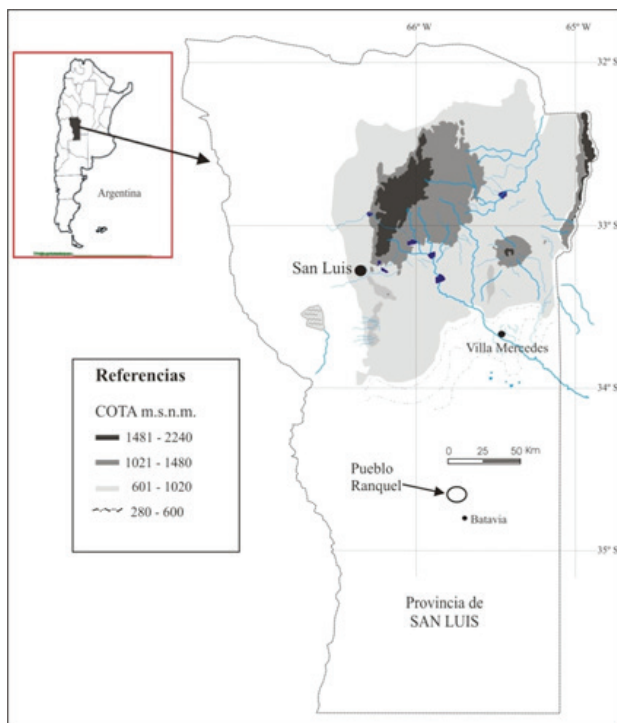 66° W
65° W
32° S
Argentina
33° S
San Luis
Villa Mercedes
34° S
Referencias
COTA m.s.n.m.
1481 - 2240
1021 - 1480
601 - 1020
280 - 600
0 25 50 Km
Pueblo
Ranquel
Batavia
35° S
Provincia de
SAN LUIS